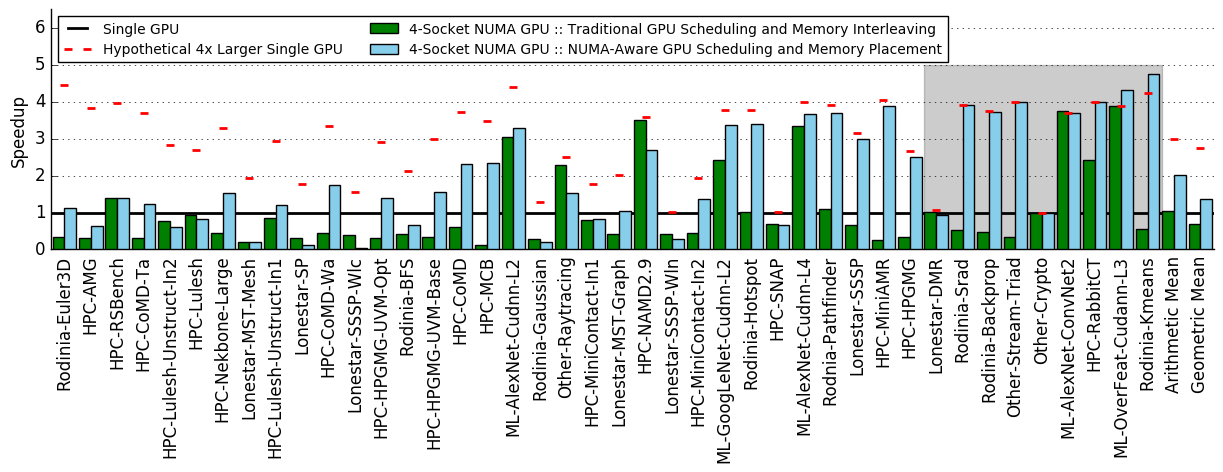 Speedup
6
5
4
3
2
1
0
Single GPU
Hypothetical 4x Larger Single GPU
4-Socket NUMA GPU :: Traditional GPU Scheduling and Memory Interleaving
4-Socket NUMA GPU :: NUMA-Aware GPU Scheduling and Memory Placement
Rodinia-Euler3D
HPC-AMG
HPC-RSBench
HPC-CoMD-Ta
HPC-Lulesh-Unstruct-In2
HPC-Lulesh
HPC-Nekbone-Large
Lonestar-MST-Mesh
HPC-Lulesh-Unstruct-In1
Lonestar-SP
HPC-CoMD-Wa
Lonestar-SSSP-Wlc
HPC-HPGMG-UVM-Opt
Rodinia-BFS
HPC-HPGM-UVM-Base
HPC-CoMD
HPC-MCB
ML-AlexNet-Cudnn-L2
Rodonia-Gaussian
Other-Raytracing
HPC-MiniContact-In1
Lonestar-MST-Graph
HPC-NAMD2.9
Lonestar-SSSP-Wln
HPC-MiniContact-In2
ML-GoogLeNet-Cudnn-L2
Rodinia-Hotspot
HPC-SNAP
ML-AlexNet-Cudnn-L4
Rodnia-Pathfinder
Lonestar-SSSP
HPC-MiniAMR
HPC-HPGMG
Lonestar-DMR
Rodinia-Srad
Rodinia-Backprop
Other-Stream-Triad
Other-Crypto
ML-AlexNet-ConvNet2
HPC-RabbitCT
ML-OverFeat-Cudann-L3
Rodinia-Kmeans
Arithmetic Mean
Geometric Mean